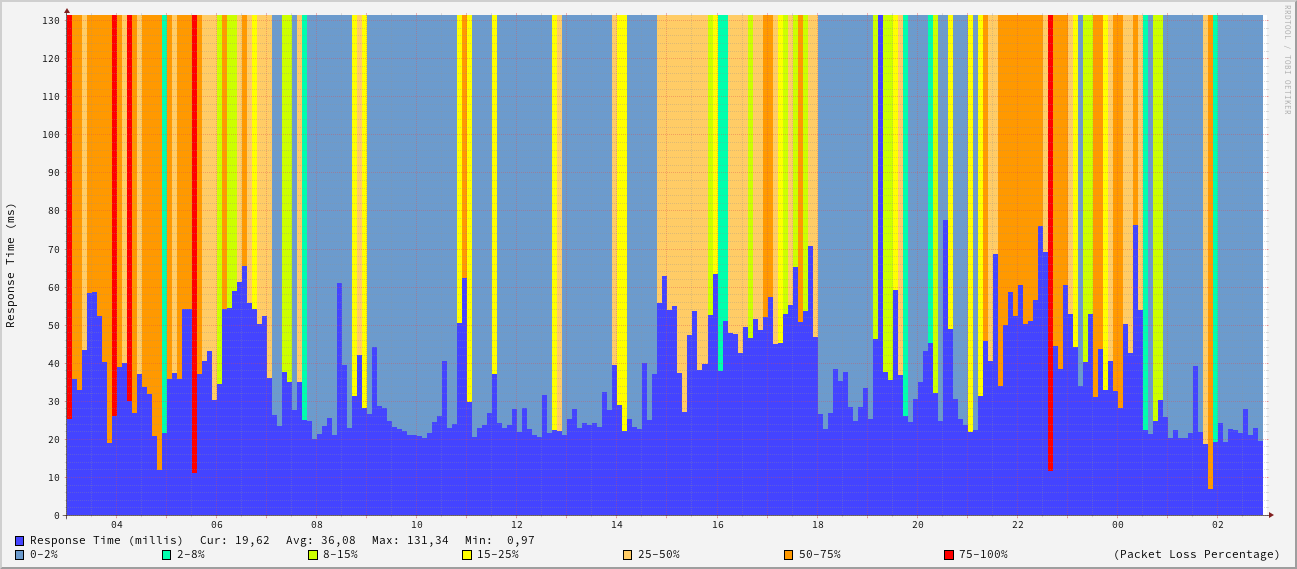 RRDTOOL / TOBI OETIKER
Response Time (ms)
130
120
110
100
90
80
70
60
50
40
30
20
10
0
04 06 08 10 12 14 16 18 20 22 00 02
Response Time (millis) Cur: 19,62 Avg: 36,08 Max: 131,34 Min: 0,97
0-2% 2-8% 8-15% 15-25% 25-50% 50-75% 75-100% (Packet Loss Percentage)